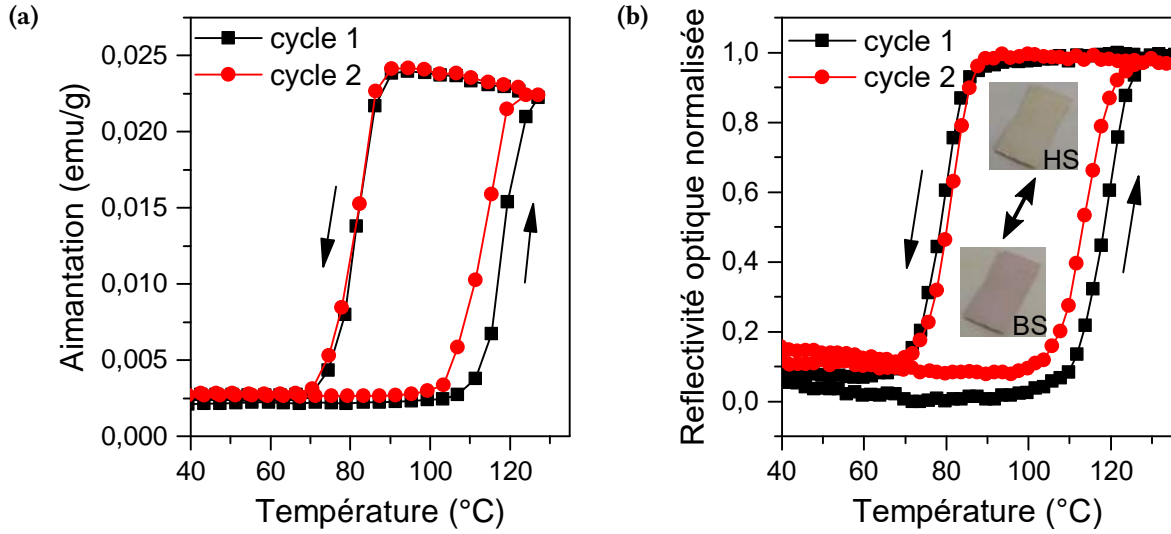 (a)
cycle 1
cycle 2
Aimantation (emu/g)
0,025
0,020
0,015
0,010
0,005
0,000
40 60 80 100 120
Température (°C)
(b)
cycle 1
cycle 2
HS
BS
Reflectivité optique normalisée
1,0
0,8
0,6
0,4
0,2
0,0
40 60 80 100 120
Température (°C)